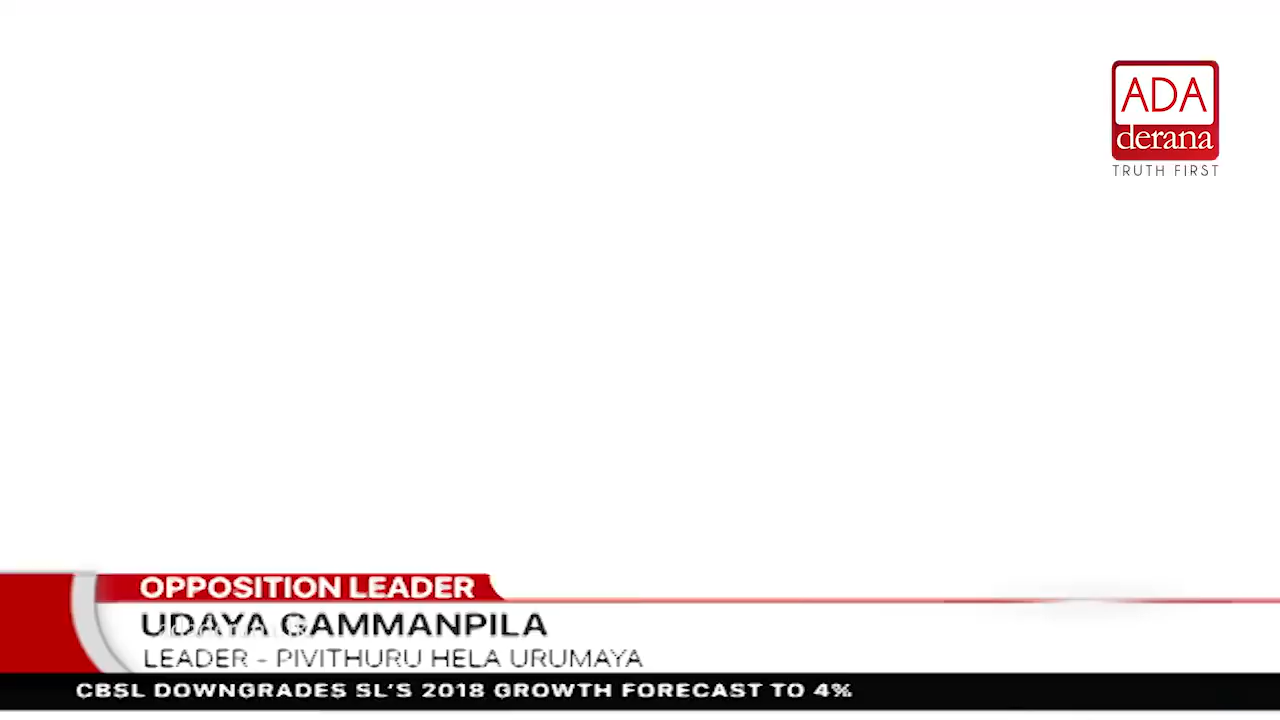 ADA
derana
TRUTH FIRST
OPPOSITION LEADER
UDAYA GAMMANPILA
LEADER - PIVITHURU HELA URUMAYA
CBSL DOWNGRADES SL'S 2018 GROWTH FORECAST TO 4%